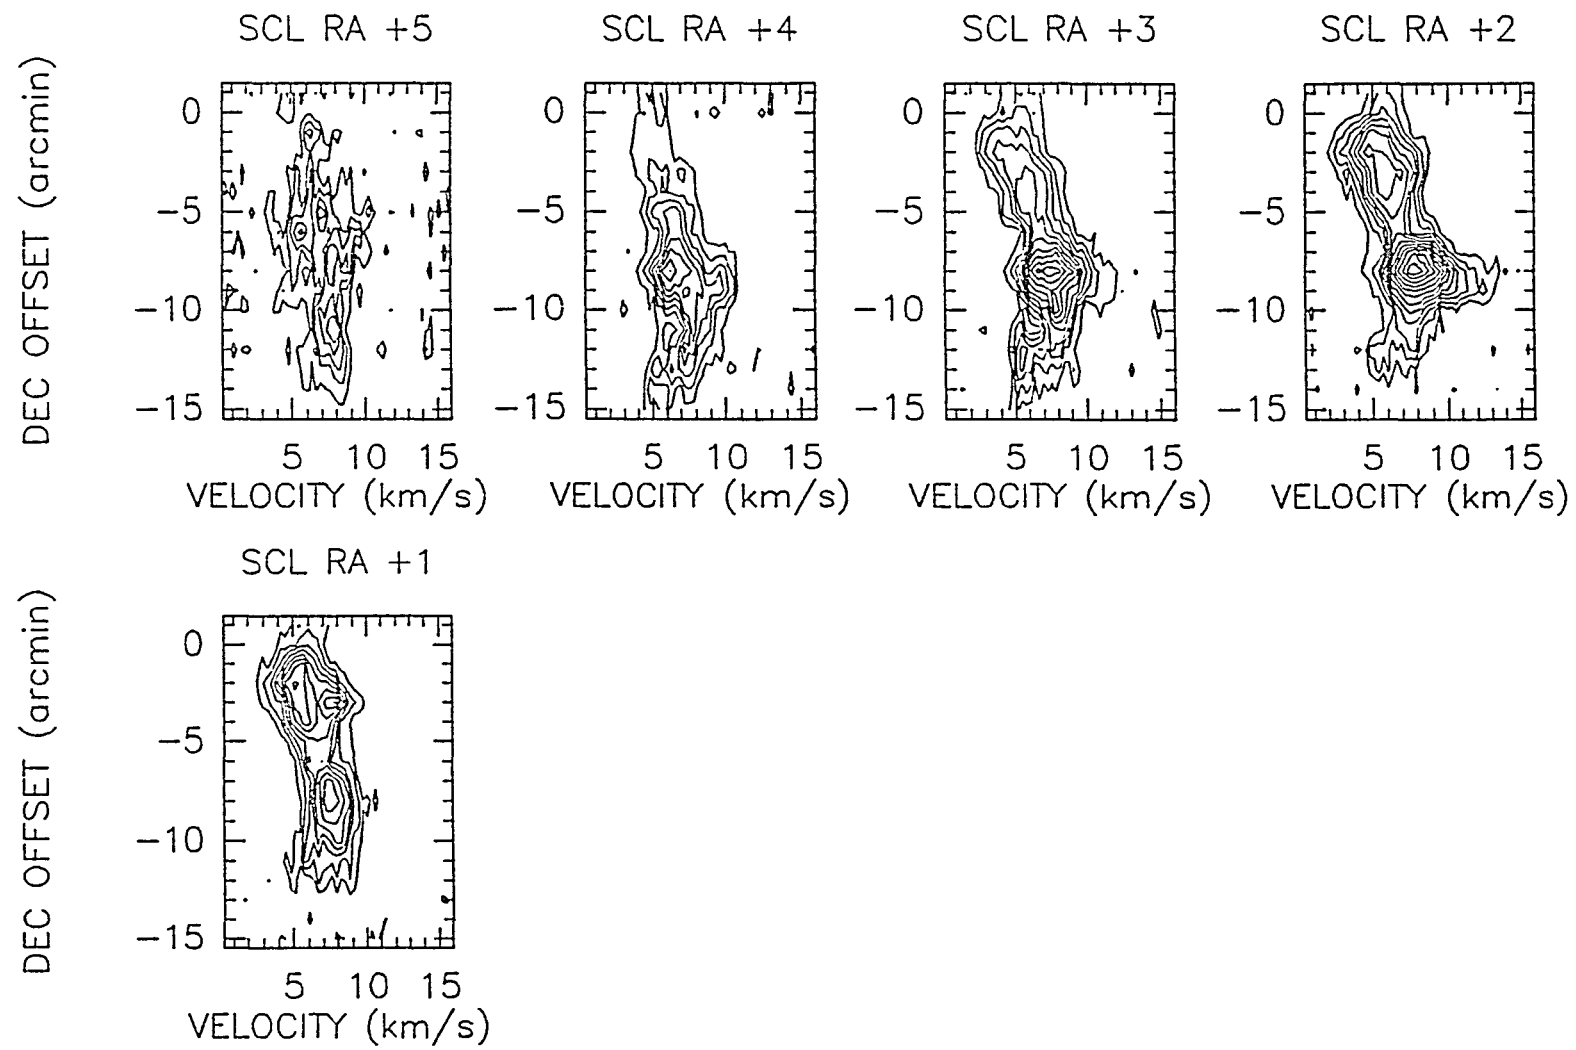 SCL RA +5 SCL RA +4 SCL RA +3 SCL RA +2
DEC OFFSET (arcmin)
0 0 0 0
−5 −5 −5 −5
−10 −10 −10 −10
−15 −15 −15 −15
5 10 15 5 10 15 5 10 15 5 10 15
VELOCITY (km/s) VELOCITY (km/s) VELOCITY (km/s) VELOCITY (km/s)
SCL RA +1
DEC OFFSET (arcmin)
0
−5
−10
−15
5 10 15
VELOCITY (km/s)